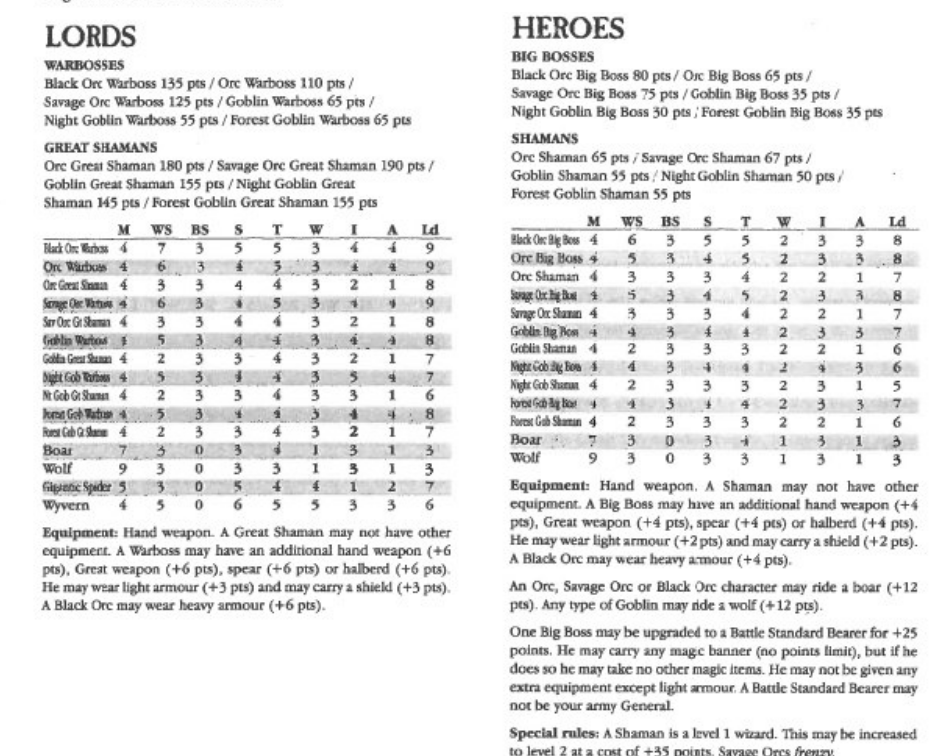 LORDS
WARBOSSES
Black Orc Warboss 135 pts / Orc Warboss 110 pts /
Savage Orc Warboss 125 pts / Goblin Warboss 65 pts /
Night Goblin Warboss 55 pts / Forest Goblin Warboss 65 pts
GREAT SHAMANS
Orc Great Shaman 180 pts / Savage Orc Great Shaman 190 pts /
Goblin Great Shaman 155 pts / Night Goblin Great
Shaman 145 pts / Forest Goblin Great Shaman 155 pts
M WS BS S T W I A Ld
Black Orc Warboss 4 7 3 5 5 3 4 4 9
Orc Warboss 4 6 3 4 5 3 4 4 9
Orc Great Shaman 4 3 3 4 4 3 2 1 8
Savage Orc Warboss 4 6 3 4 5 3 4 4 9
Sav Orc Gt Shaman 4 3 3 4 4 3 2 1 8
Goblin Warboss 4 5 3 4 4 3 4 4 8
Goblin Great Shaman 4 2 3 3 4 3 2 1 7
Night Gob Warboss 4 5 3 4 4 3 5 4 7
Nt Gob Gt Shaman 4 2 3 3 4 3 3 1 6
Forest Gob Warboss 4 5 3 4 4 3 4 4 8
Forest Gob Gt Shaman 4 2 3 3 4 3 2 1 7
Boar 7 3 0 3 4 1 3 1 3
Wolf 9 3 0 3 3 1 3 1 3
Gigantic Spider 5 3 0 5 4 4 1 2 7
Wyvern 4 5 0 6 5 5 3 3 6
Equipment: Hand weapon. A Great Shaman may not have other
equipment. A Warboss may have an additional hand weapon (+6
pts), Great weapon (+6 pts), spear (+6 pts) or halberd (+6 pts).
He may wear light armour (+3 pts) and may carry a shield (+3 pts).
A Black Orc may wear heavy armour (+6 pts).
HEROES
BIG BOSSES
Black Orc Big Boss 80 pts / Orc Big Boss 65 pts /
Savage Orc Big Boss 75 pts / Goblin Big Boss 35 pts /
Night Goblin Big Boss 30 pts / Forest Goblin Big Boss 35 pts
SHAMANS
Orc Shaman 65 pts / Savage Orc Shaman 67 pts /
Goblin Shaman 55 pts / Night Goblin Shaman 50 pts /
Forest Goblin Shaman 55 pts
M WS BS S T W I A Ld
Black Orc Big Boss 4 6 3 5 5 2 3 3 8
Orc Big Boss 4 5 3 4 5 2 3 3 8
Orc Shaman 4 3 3 3 4 2 2 1 7
Savage Orc Big Boss 4 5 3 4 5 2 3 3 8
Savage Orc Shaman 4 3 3 3 4 2 2 1 7
Goblin Big Boss 4 4 3 4 4 2 3 3 7
Goblin Shaman 4 2 3 3 3 2 2 1 6
Night Gob Big Boss 4 4 3 4 4 2 4 3 6
Night Gob Shaman 4 2 3 3 3 2 3 1 5
Forest Gob Big Boss 4 4 3 4 4 2 3 3 7
Forest Gob Shaman 4 2 3 3 3 2 2 1 6
Boar 7 3 0 3 4 1 3 1 3
Wolf 9 3 0 3 3 1 3 1 3
Equipment: Hand weapon. A Shaman may not have other
equipment. A Big Boss may have an additional hand weapon (+4
pts), Great weapon (+4 pts), spear (+4 pts) or halberd (+4 pts).
He may wear light armour (+2 pts) and may carry a shield (+2 pts).
A Black Orc may wear heavy armour (+4 pts).
An Orc, Savage Orc or Black Orc character may ride a boar (+12
pts). Any type of Goblin may ride a wolf (+12 pts).
One Big Boss may be upgraded to a Battle Standard Bearer for +25
points. He may carry any magic banner (no points limit), but if he
does so he may take no other magic items. He may not be given any
extra equipment except light armour. A Battle Standard Bearer may
not be your army General.
Special rules: A Shaman is a level 1 wizard. This may be increased
to level 2 at a cost of +35 points. Savage Orcs frenzy.